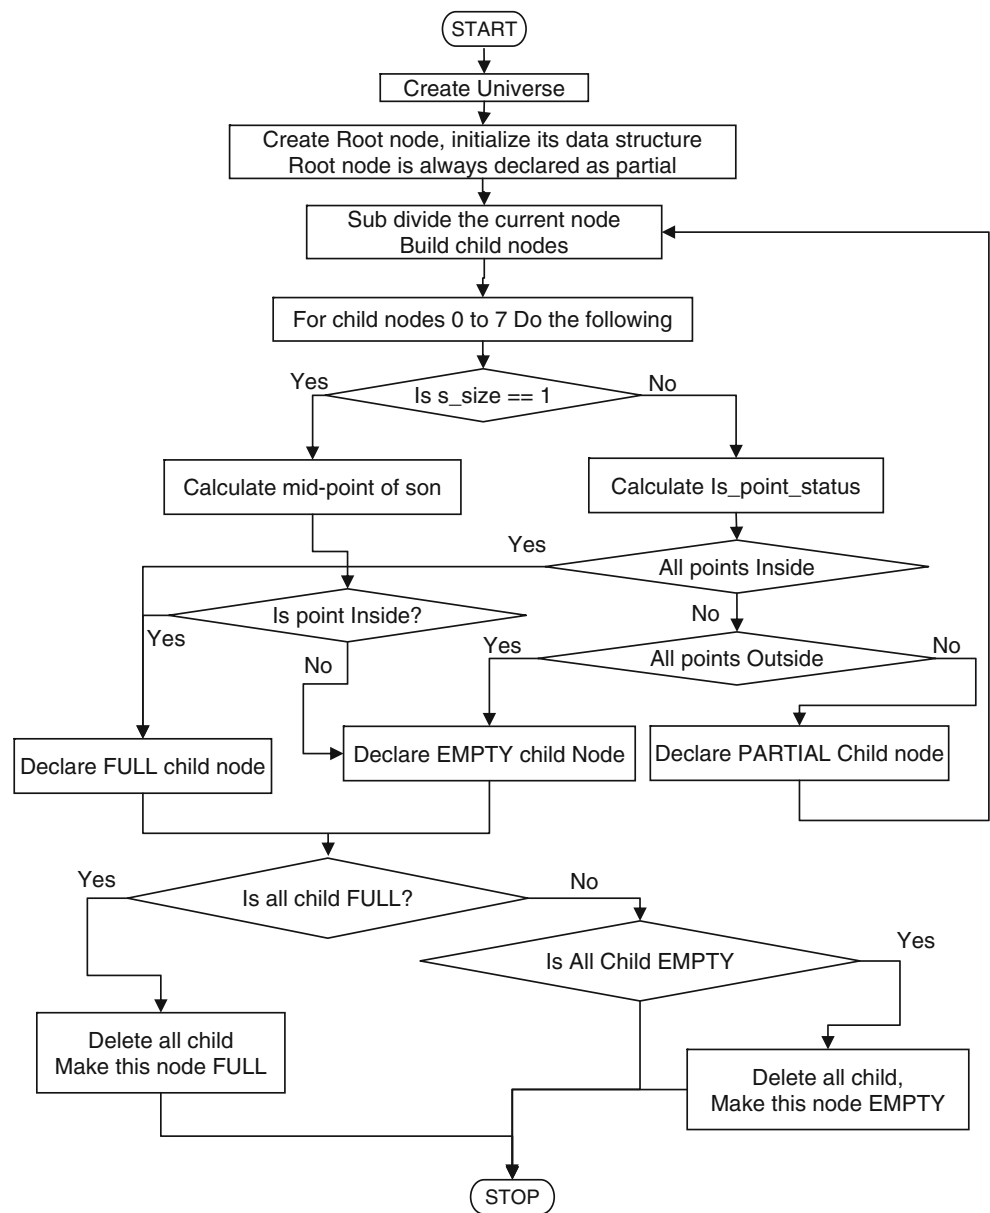 START
Create Universe
Create Root node, initialize its data structure
Root node is always declared as partial
Sub divide the current node
Build child nodes
For child nodes 0 to 7 Do the following
Yes
Is s_size == 1
No
Calculate mid-point of son
Calculate Is_point_status
Yes
All points Inside
Is point Inside?
No
Yes
No
Yes
All points Outside
No
Declare FULL child node
Declare EMPTY child Node
Declare PARTIAL Child node
Yes
Is all child FULL?
No
Is All Child EMPTY
Yes
Delete all child
Make this node FULL
Delete all child,
Make this node EMPTY
STOP